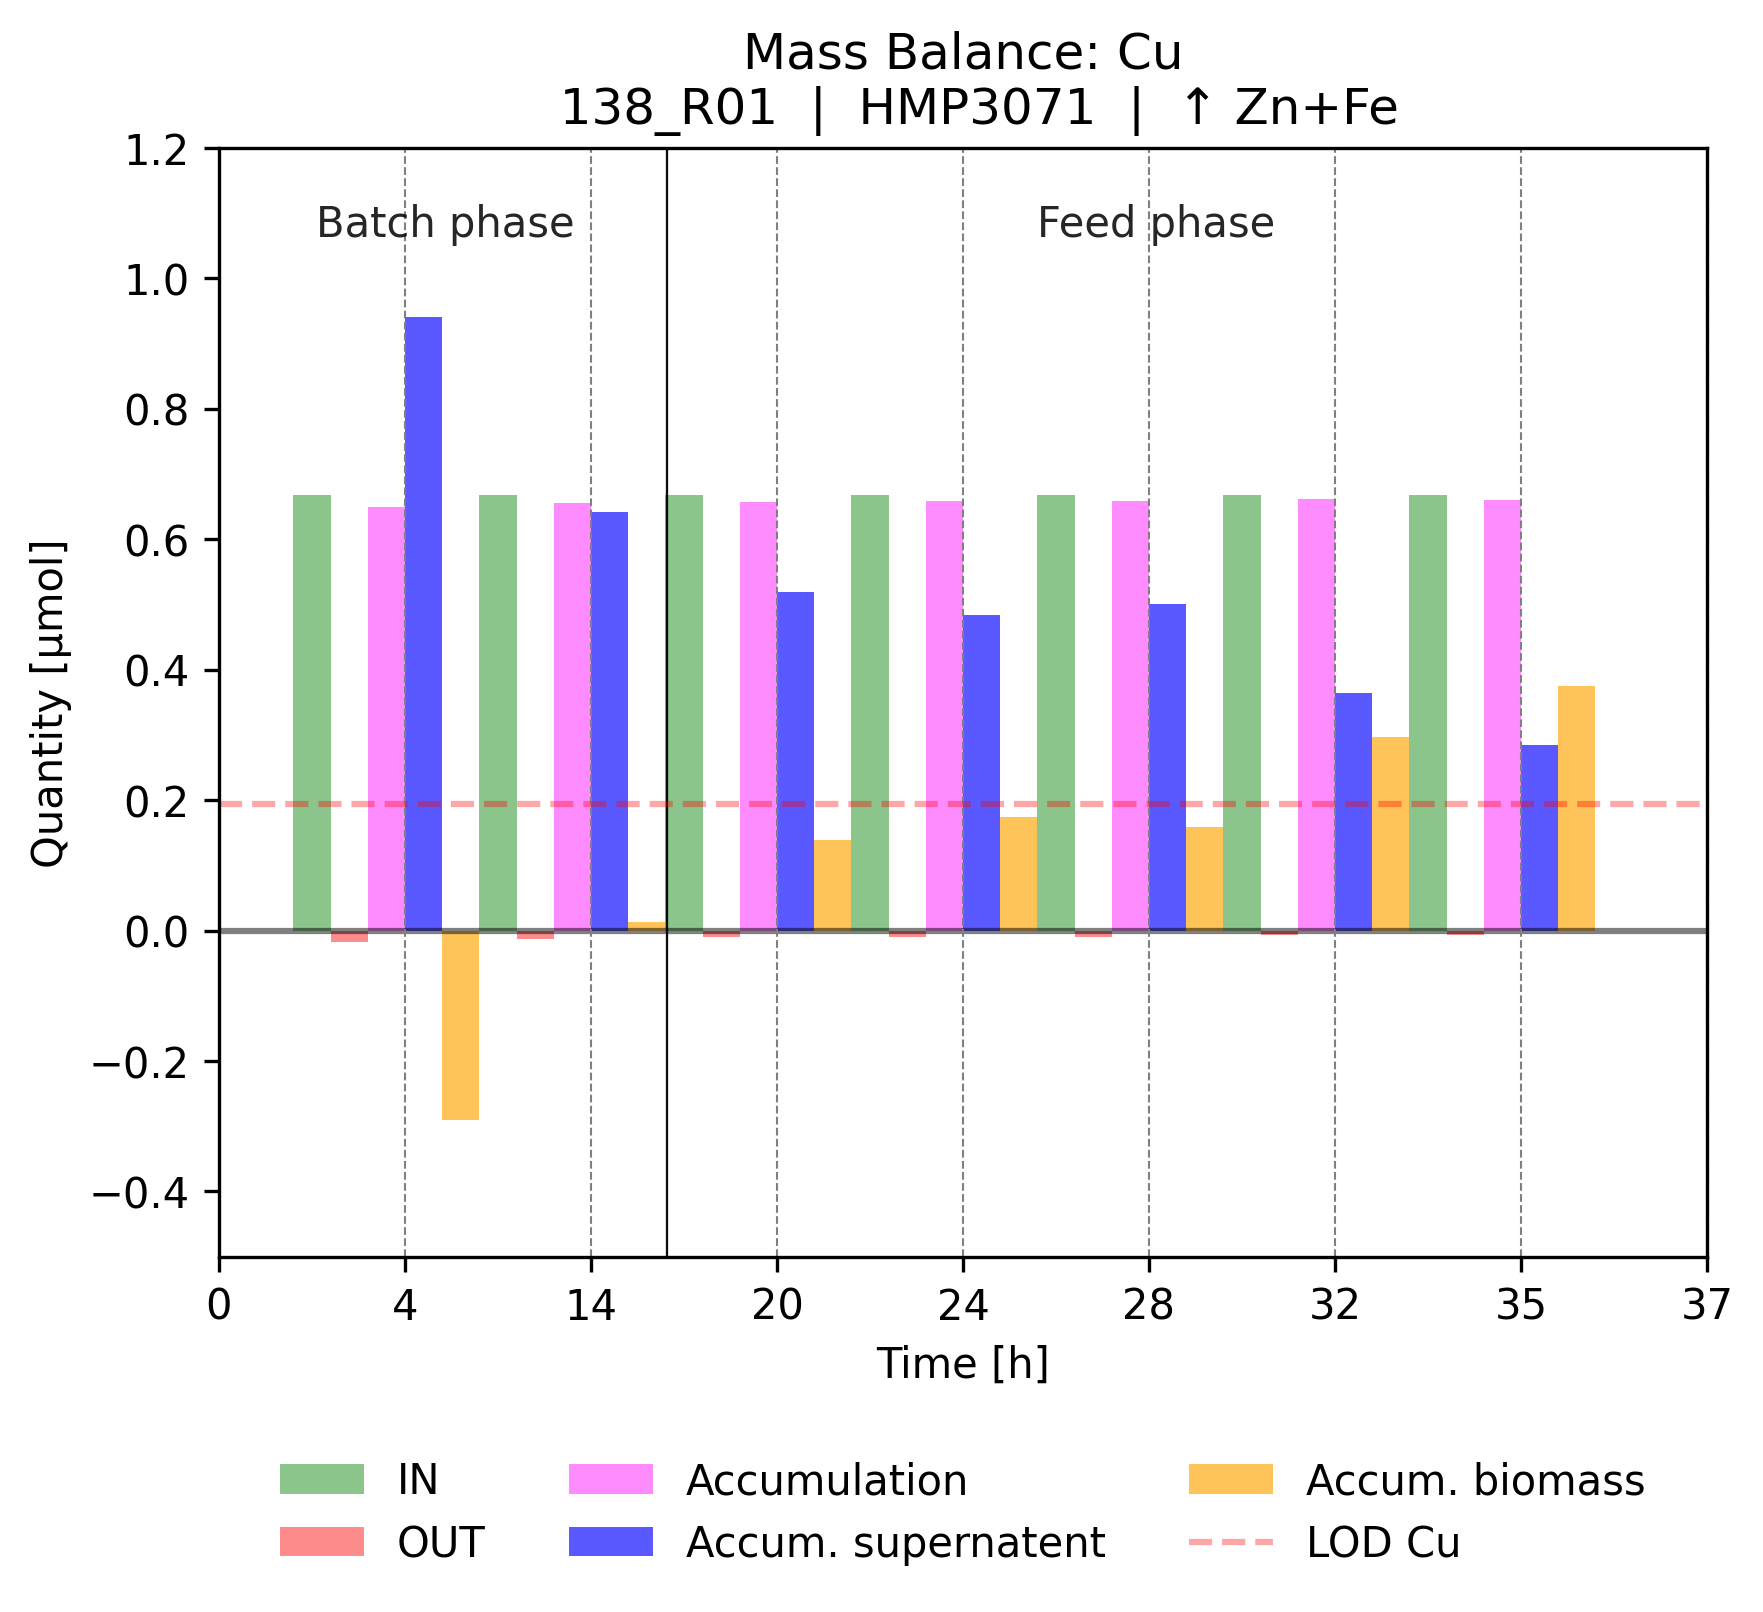 Mass Balance: Cu
138_R01 | HMP3071 | ↑ Zn+Fe
Batch phase
Feed phase
1.2
1.0
0.8
0.6
0.4
0.2
0.0
−0.2
−0.4
Quantity [µmol]
0 4 14 20 24 28 32 35 37
Time [h]
IN
OUT
Accumulation
Accum. supernatent
Accum. biomass
LOD Cu